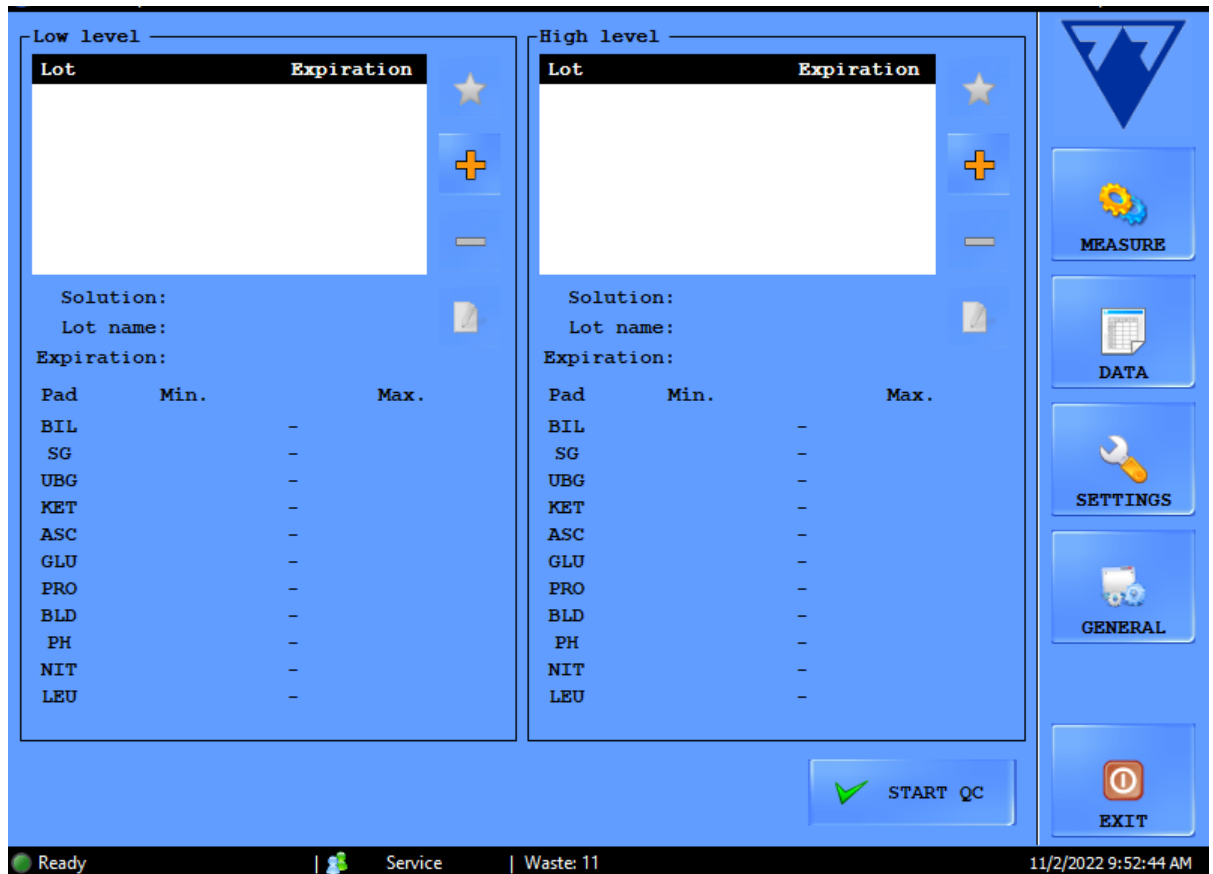 Low level
Lot Expiration
Solution:
Lot name:
Expiration:
Pad Min. Max.
BIL -
SG -
UBG -
KET -
ASC -
GLU -
PRO -
BLD -
PH -
NIT -
LEU -
High level
Lot Expiration
Solution:
Lot name:
Expiration:
Pad Min. Max.
BIL -
SG -
UBG -
KET -
ASC -
GLU -
PRO -
BLD -
PH -
NIT -
LEU -
START QC
MEASURE
DATA
SETTINGS
GENERAL
EXIT
Ready | Service | Waste: 11 11/2/2022 9:52:44 AM